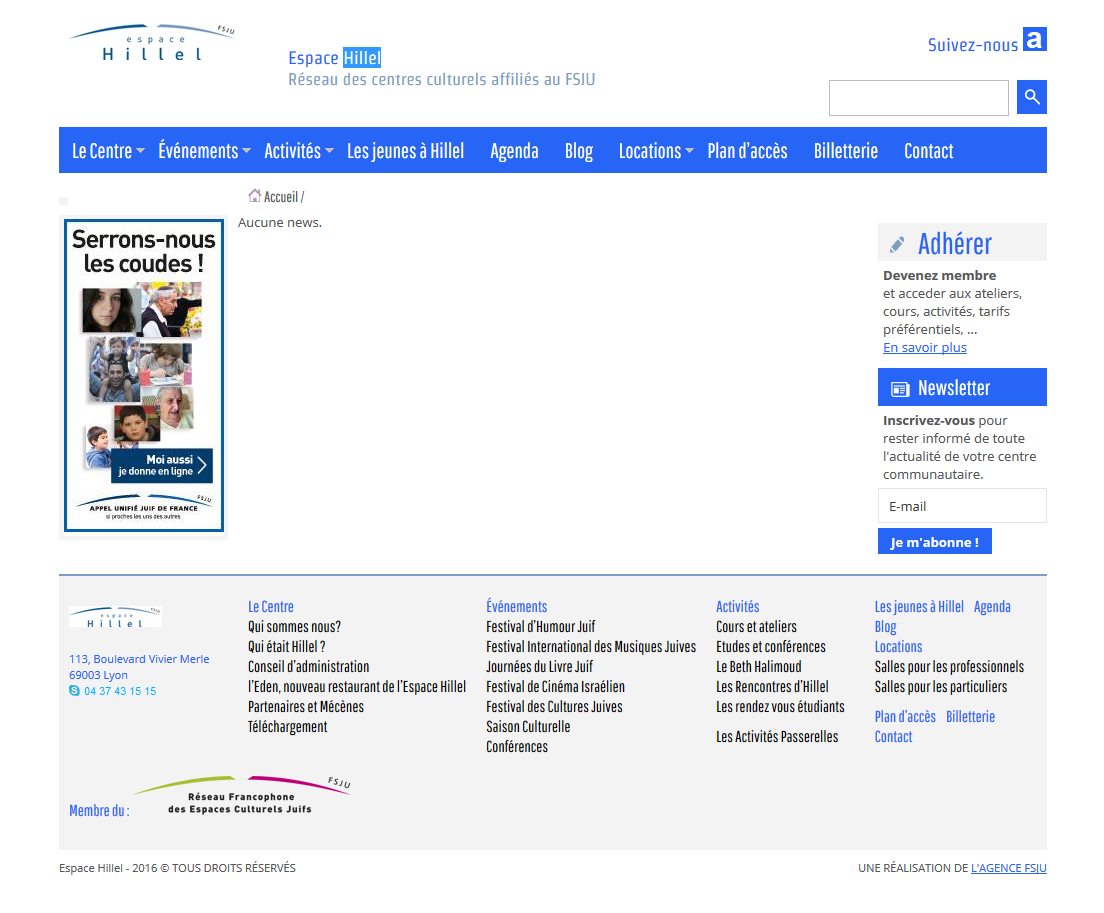 espace
Hillel
FSJU
Espace Hillel
Réseau des centres culturels affiliés au FSJU
Suivez-nous a
Le Centre Événements Activités Les jeunes à Hillel Agenda Blog Locations Plan d'accès Billetterie Contact
Accueil /
Aucune news.
Serrons-nous
les coudes !
Moi aussi
je donne en ligne
FSJU
APPEL UNIFIÉ JUIF DE FRANCE
si proches les uns des autres
Adhérer
Devenez membre
et acceder aux ateliers,
cours, activités, tarifs
préférentiels, ...
En savoir plus
Newsletter
Inscrivez-vous pour
rester informé de toute
l'actualité de votre centre
communautaire.
E-mail
Je m'abonne !
espace
Hillel
FSJU
113, Boulevard Vivier Merle
69003 Lyon
04 37 43 15 15
Le Centre
Qui sommes nous?
Qui était Hillel ?
Conseil d'administration
l'Eden, nouveau restaurant de l'Espace Hillel
Partenaires et Mécènes
Téléchargement
Événements
Festival d'Humour Juif
Festival International des Musiques Juives
Journées du Livre Juif
Festival de Cinéma Israélien
Festival des Cultures Juives
Saison Culturelle
Conférences
Activités
Cours et ateliers
Etudes et conférences
Le Beth Halimoud
Les Rencontres d'Hillel
Les rendez vous étudiants
Les Activités Passerelles
Les jeunes à Hillel Agenda
Blog
Locations
Salles pour les professionnels
Salles pour les particuliers
Plan d'accès Billetterie
Contact
Membre du :
FSJU
Réseau Francophone
des Espaces Culturels Juifs
Espace Hillel - 2016 © TOUS DROITS RÉSERVÉS
UNE RÉALISATION DE L'AGENCE FSJU